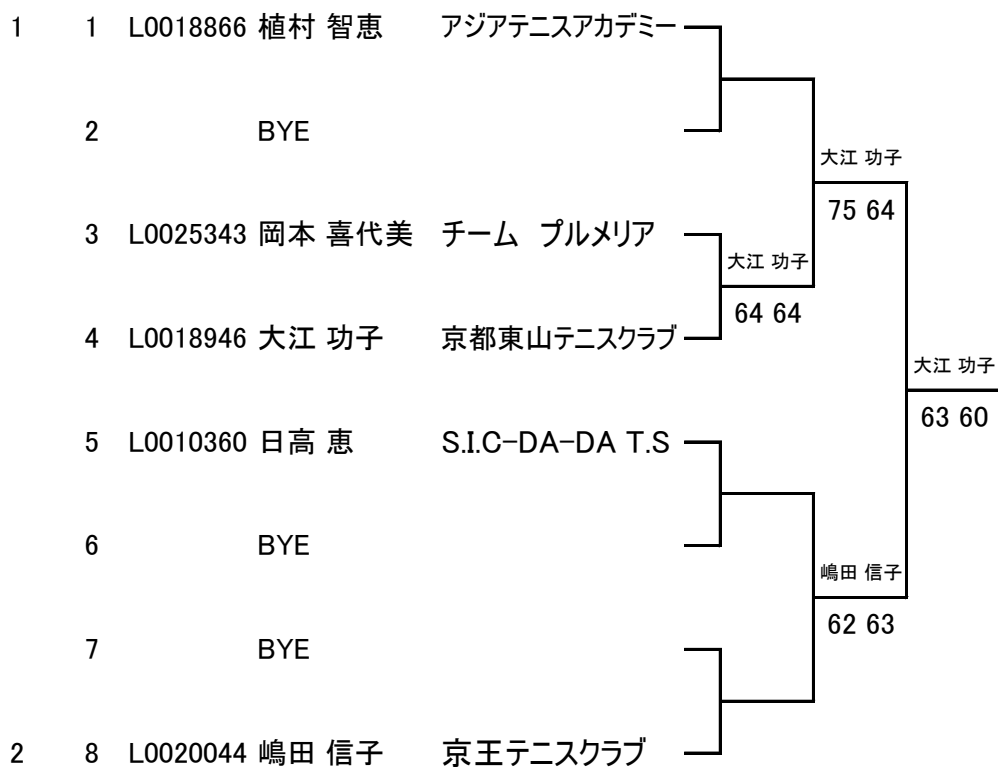 1 1 L0018866 植村 智恵 アジアテニスアカデミー
2 BYE
大江 功子
75 64
3 L0025343 岡本 喜代美 チーム プルメリア
大江 功子
64 64
4 L0018946 大江 功子 京都東山テニスクラブ
大江 功子
63 60
5 L0010360 日高 恵 S.I.C-DA-DA T.S
6 BYE
嶋田 信子
62 63
7 BYE
2 8 L0020044 嶋田 信子 京王テニスクラブ